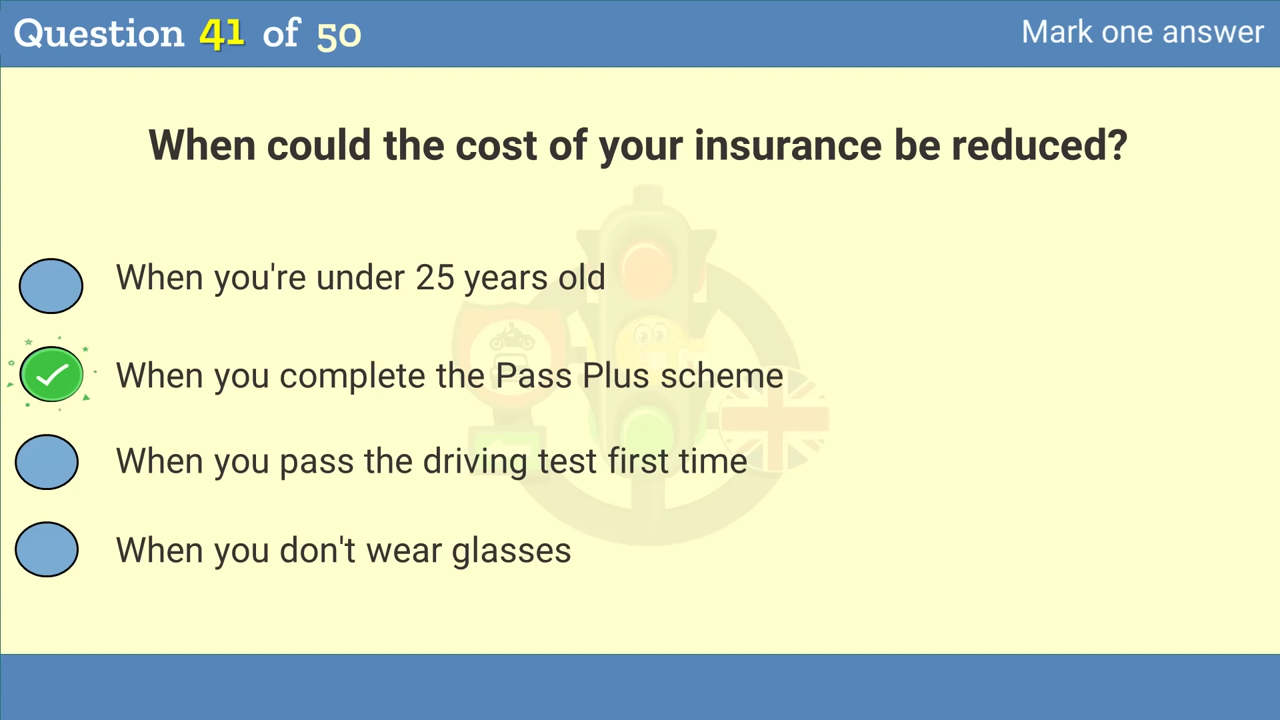 Question 41 of 50
Mark one answer
When could the cost of your insurance be reduced?
When you're under 25 years old
When you complete the Pass Plus scheme
When you pass the driving test first time
When you don't wear glasses